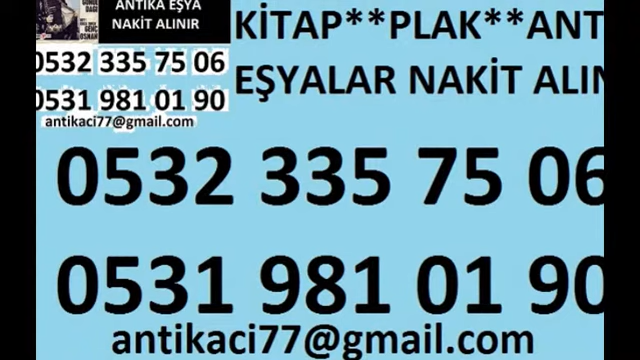 ANTİKA EŞYA
NAKİT ALINIR
0532 335 75 06
0531 981 01 90
antikaci77@gmail.com
KİTAP**PLAK**ANT
EŞYALAR NAKİT ALIN
0532 335 75 06
0531 981 01 90
antikaci77@gmail.com